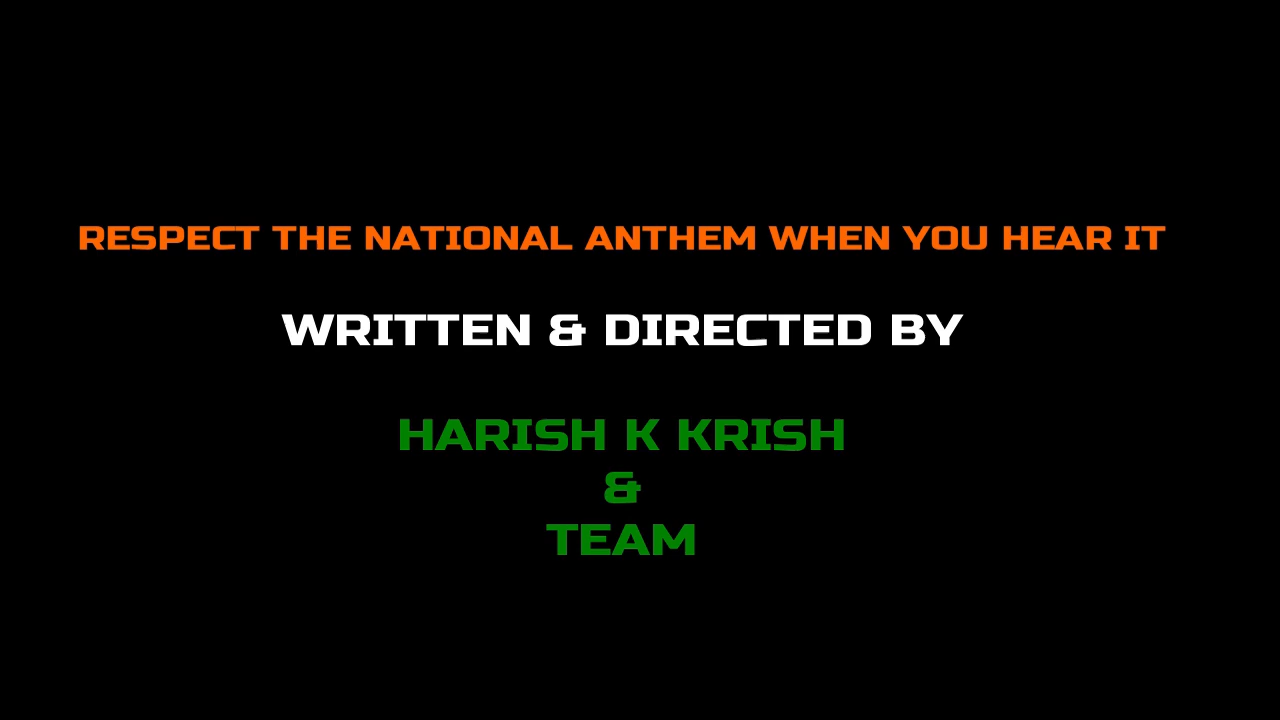 RESPECT THE NATIONAL ANTHEM WHEN YOU HEAR IT
WRITTEN & DIRECTED BY
HARISH K KRISH
&
TEAM